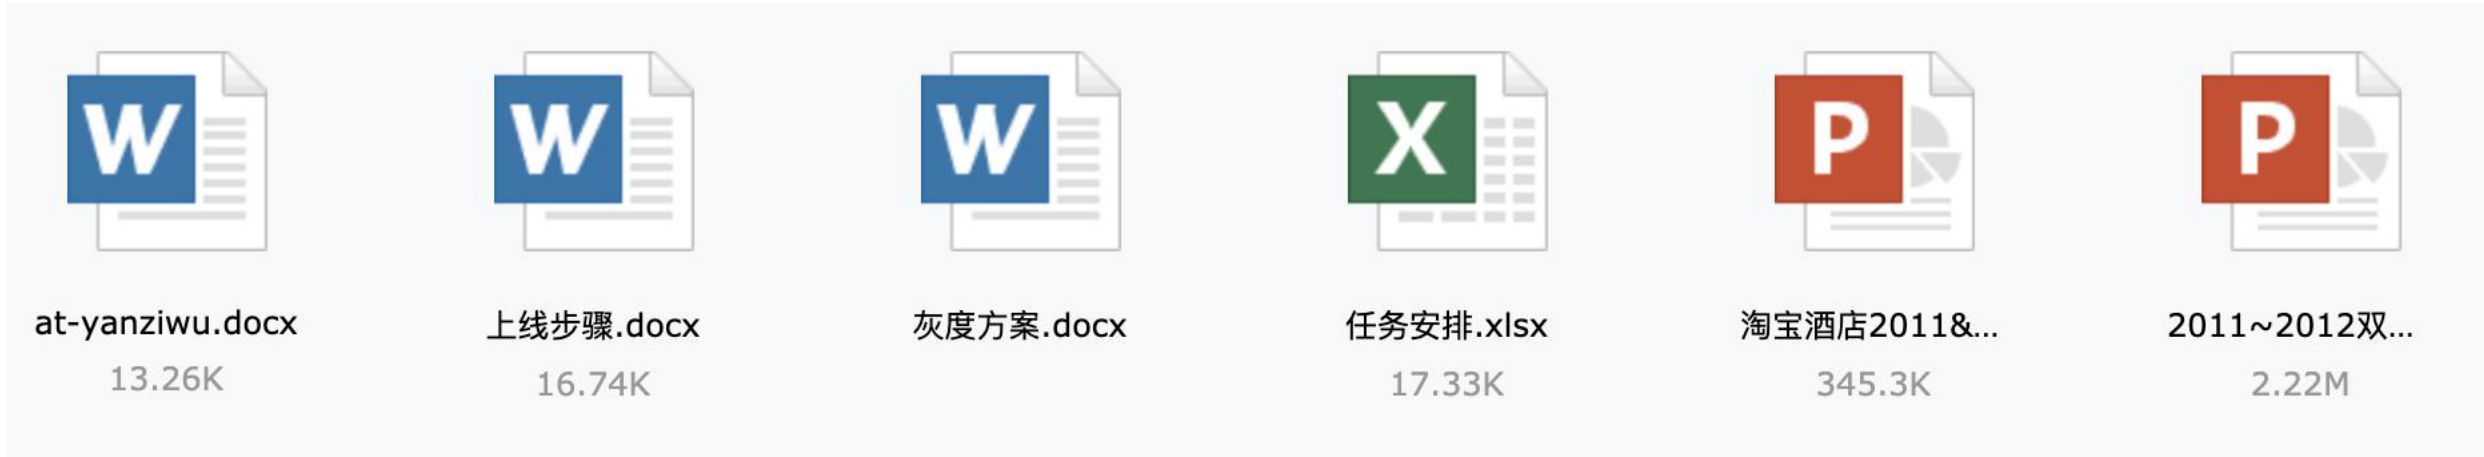 W W W X P P
at-yanziwu.docx 上线步骤.docx 灰度方案.docx 任务安排.xlsx 淘宝酒店2011&... 2011~2012双...
13.26K 16.74K 17.33K 345.3K 2.22M